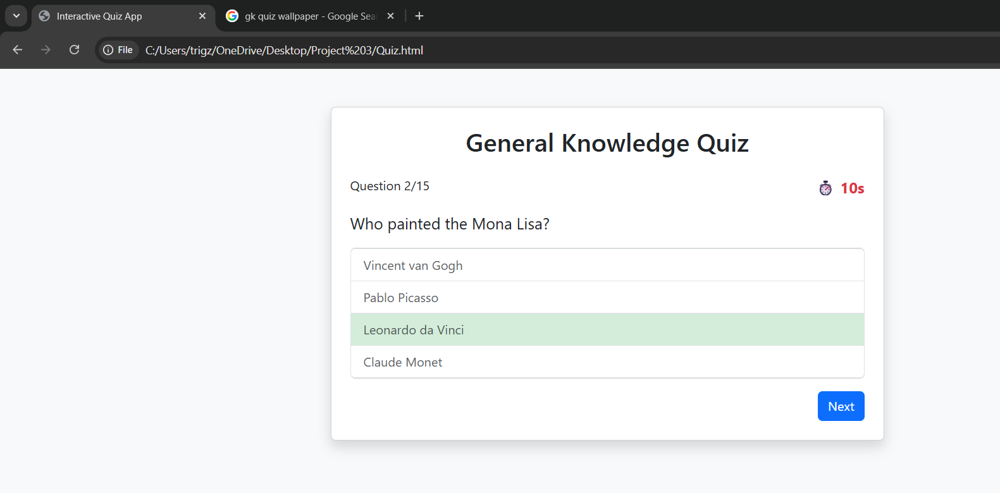 Interactive Quiz App
gk quiz wallpaper - Google Sea
File
C:/Users/trigz/OneDrive/Desktop/Project%203/Quiz.html
General Knowledge Quiz
Question 2/15
10s
Who painted the Mona Lisa?
Vincent van Gogh
Pablo Picasso
Leonardo da Vinci
Claude Monet
Next